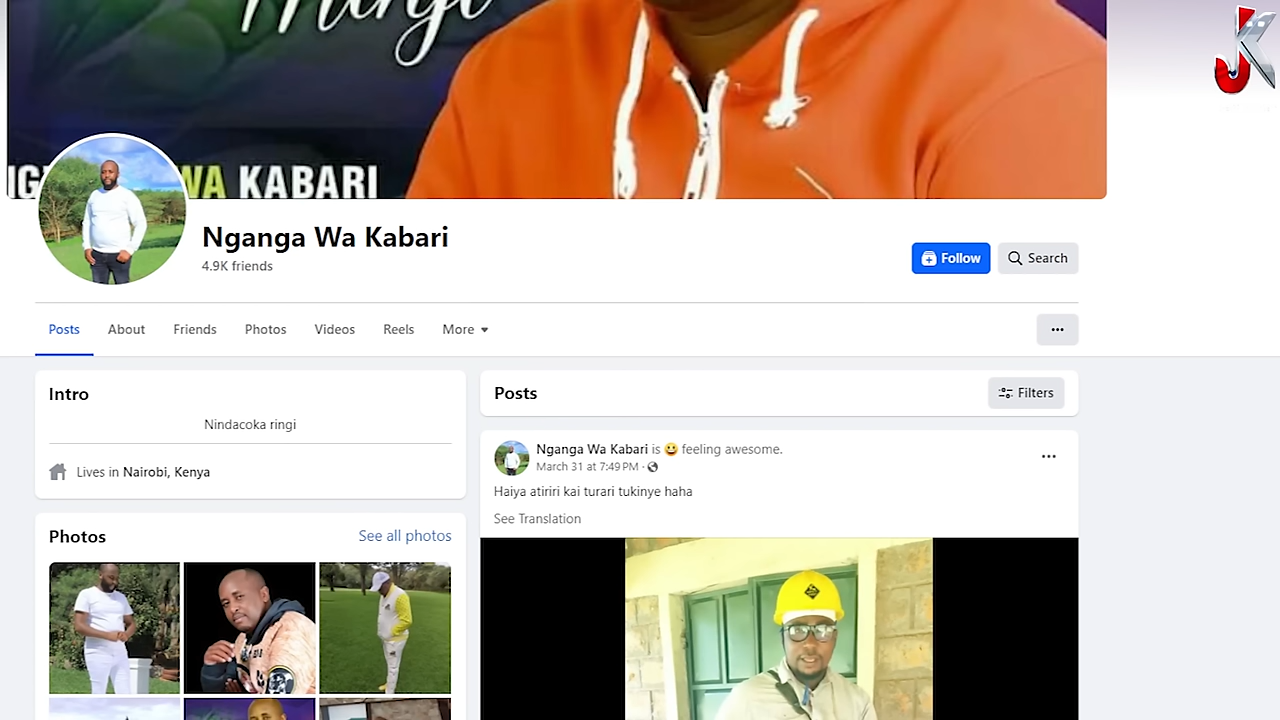 WA KABARI
Nganga Wa Kabari
4.9K friends
Follow
Search
Posts
About
Friends
Photos
Videos
Reels
More
Intro
Nindacoka ringi
Lives in Nairobi, Kenya
Photos
See all photos
Posts
Filters
Nganga Wa Kabari is 😀 feeling awesome.
March 31 at 7:49 PM ·
Haiya atiriri kai turari tukinye haha
See Translation
JK